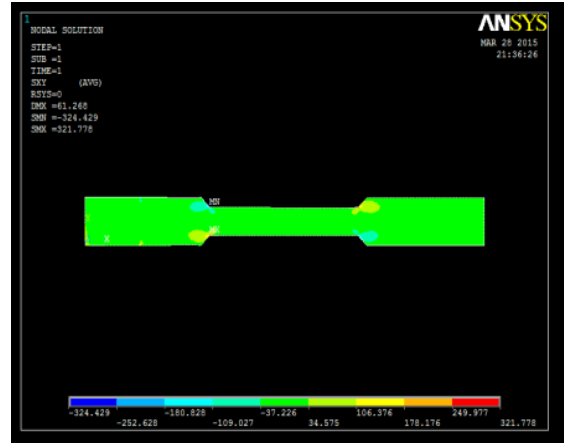 1
NODAL SOLUTION
ANSYS
STEP=1
SUB =1
TIME=1
SXY (AVG)
RSYS=0
DMX =61.268
SMN =-324.429
SMX =321.778
MAR 28 2015
21:36:26
MN
MX
Y
X
-324.429 -180.828 -37.226 106.376 249.977
-252.628 -109.027 34.575 178.176 321.778